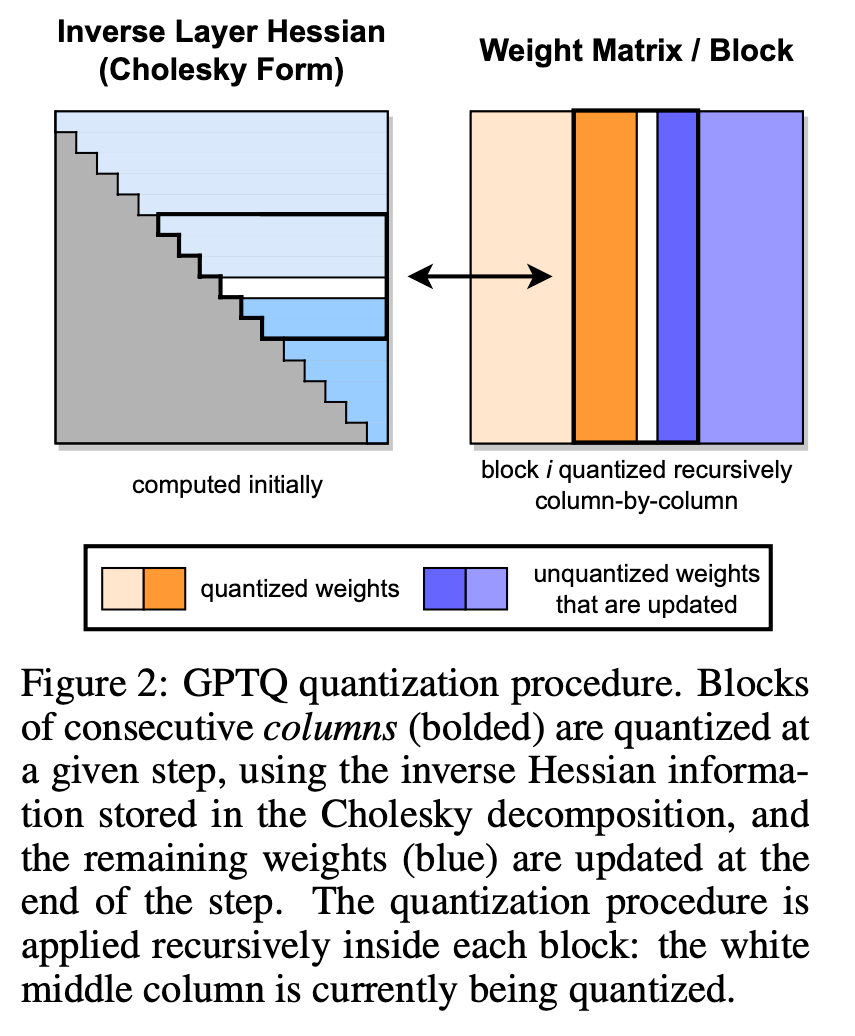 Inverse Layer Hessian
(Cholesky Form)
Weight Matrix / Block
computed initially
block i quantized recursively
column-by-column
quantized weights
unquantized weights
that are updated
Figure 2: GPTQ quantization procedure. Blocks
of consecutive columns (bolded) are quantized at
a given step, using the inverse Hessian informa-
tion stored in the Cholesky decomposition, and
the remaining weights (blue) are updated at the
end of the step. The quantization procedure is
applied recursively inside each block: the white
middle column is currently being quantized.